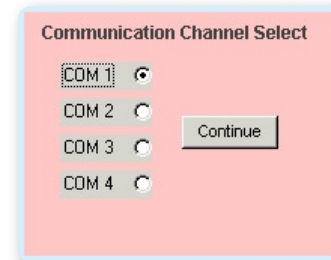 Communication Channel Select
COM 1
COM 2
Continue
COM 3
COM 4